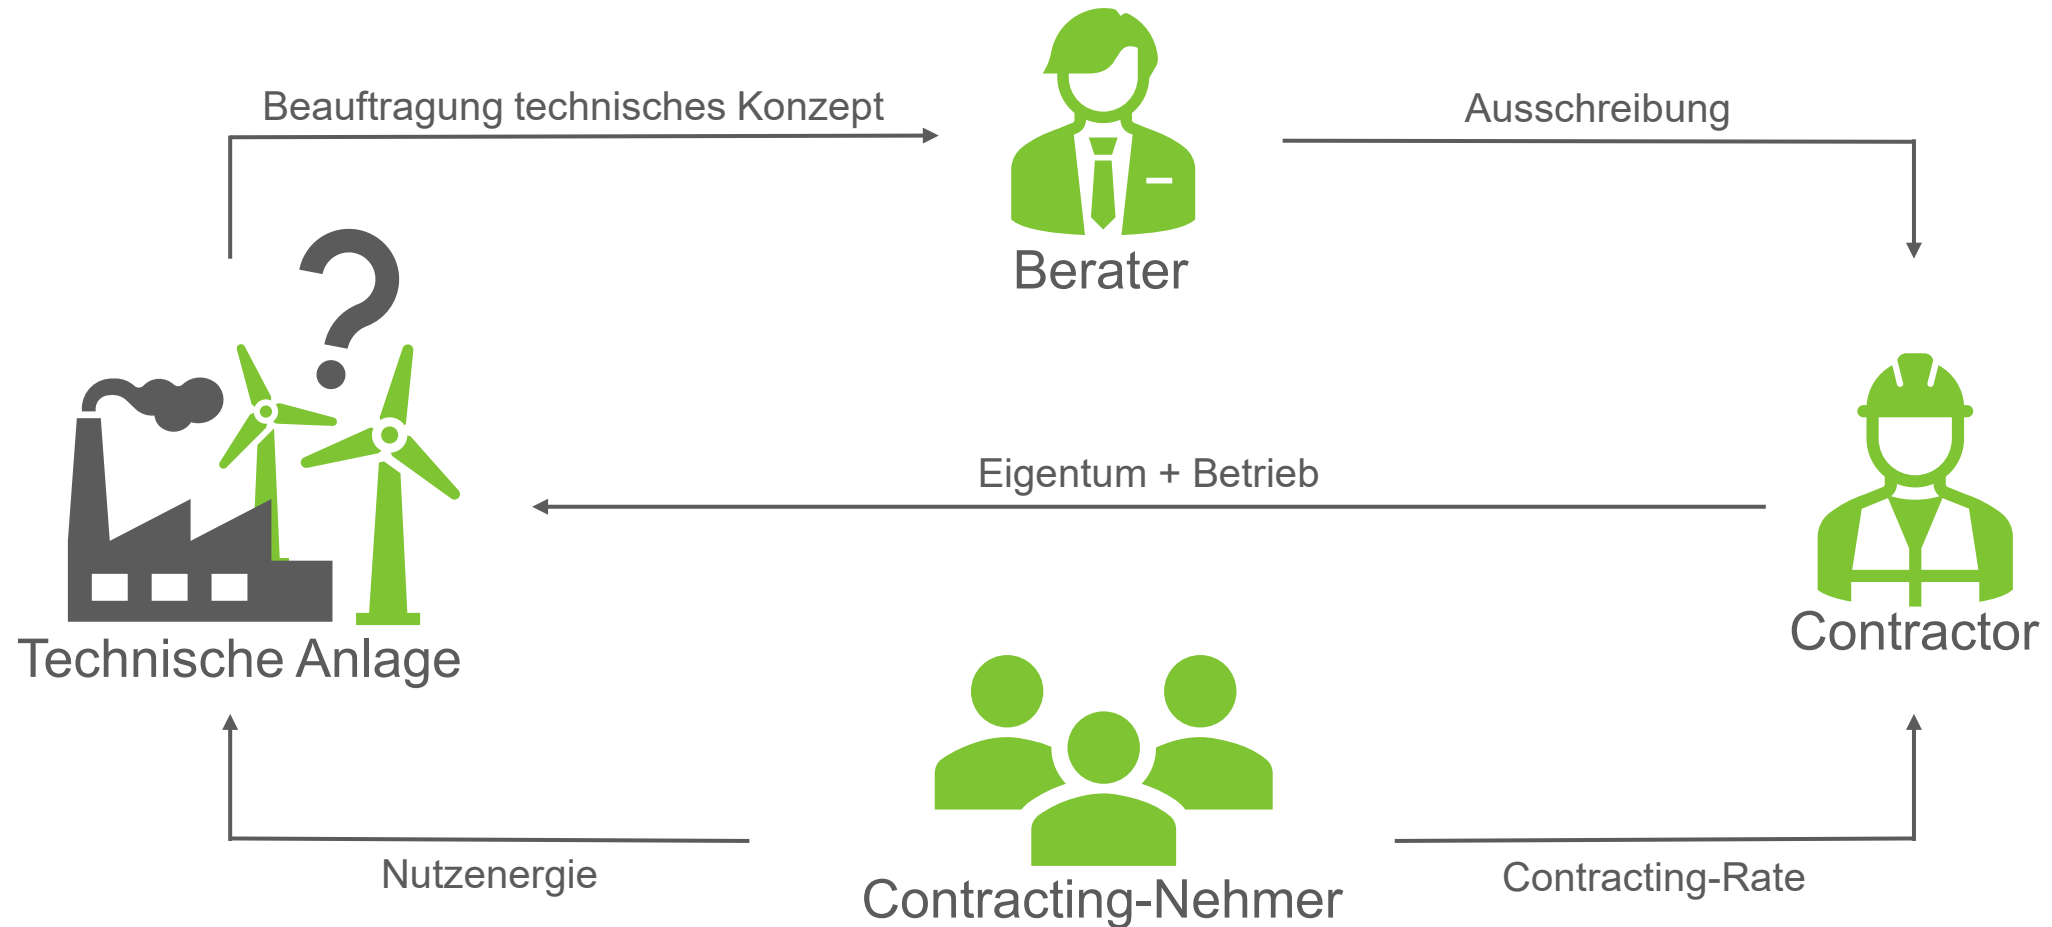 Beauftragung technisches Konzept
Ausschreibung
Berater
?
Eigentum + Betrieb
Contractor
Technische Anlage
Nutzenergie
Contracting-Rate
Contracting-Nehmer